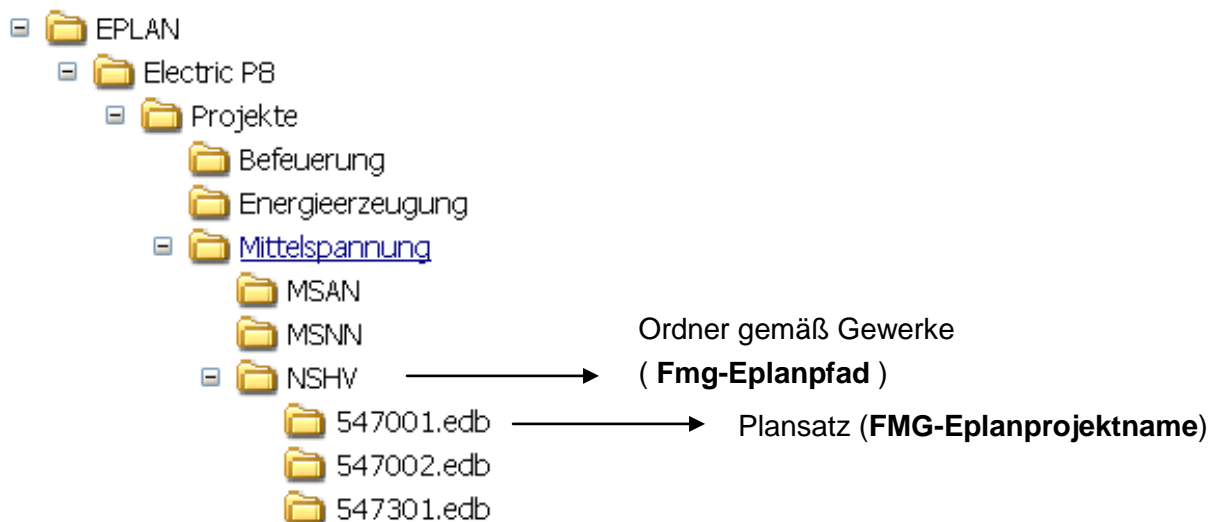 EPLAN
Electric P8
Projekte
Befeuerung
Energieerzeugung
Mittelspannung
MSAN
MSNN
NSHV
Ordner gemäß Gewerke
( Fmg-Eplanpfad )
547001.edb
Plansatz (FMG-Eplanprojektname)
547002.edb
547301.edb